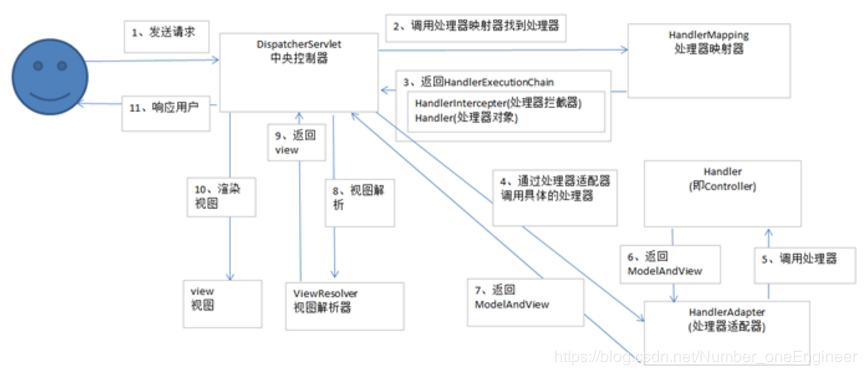 1、发送请求
DispatcherServlet
中央控制器
2、调用处理器映射器找到处理器
HandlerMapping
处理器映射器
3、返回HandlerExecutionChain
HandlerIntercepter(处理器拦截器)
Handler(处理器对象)
11、响应用户
9、返回
view
10、渲染
视图
8、视图解
析
4、通过处理器适配器
调用具体的处理器
Handler
(即Controller)
6、返回
ModelAndView
5、调用处理器
7、返回
ModelAndView
view
视图
ViewResolver
视图解析器
HandlerAdapter
(处理器适配器)
https://blog.csdn.net/Number_oneEngineer